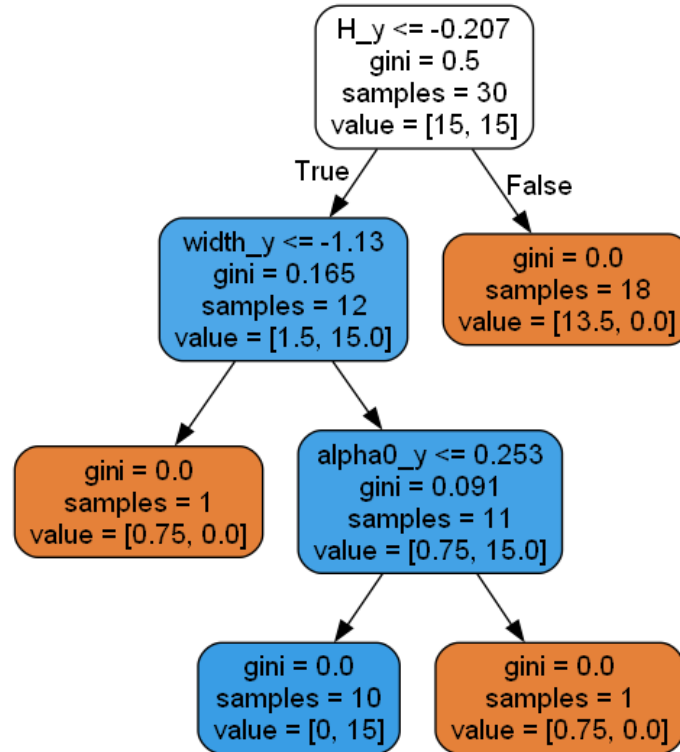 H_y <= -0.207
gini = 0.5
samples = 30
value = [15, 15]
True
False
width_y <= -1.13
gini = 0.165
samples = 12
value = [1.5, 15.0]
gini = 0.0
samples = 18
value = [13.5, 0.0]
gini = 0.0
samples = 1
value = [0.75, 0.0]
alpha0_y <= 0.253
gini = 0.091
samples = 11
value = [0.75, 15.0]
gini = 0.0
samples = 10
value = [0, 15]
gini = 0.0
samples = 1
value = [0.75, 0.0]